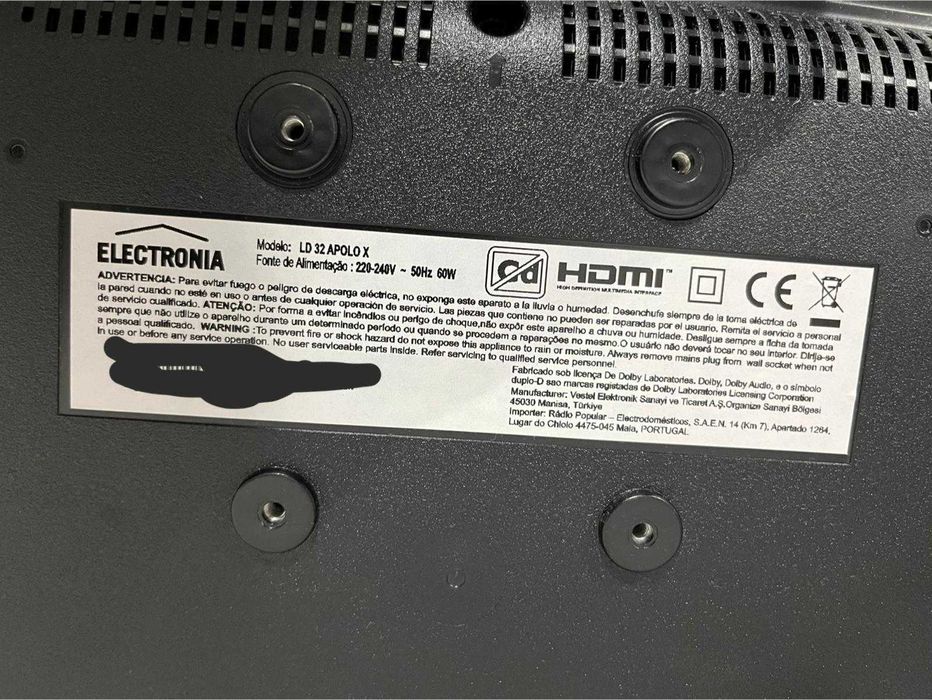 ELECTRONIA
Modelo: LD 32 APOLO X
Fonte de Alimentação : 220-240V ~ 50Hz 60W
Cd
HDMI™
HIGH DEFINITION MULTIMEDIA INTERFACE
CE
ADVERTENCIA: Para evitar fuego o peligro de descarga eléctrica, no exponga este aparato a la lluvia o humedad. Desenchufe siempre de la toma eléctrica de
la pared cuando no esté en uso o antes de cualquier operación de servicio. Las piezas que contiene no pueden ser reparadas por el usuario. Remita el servicio a personal
de servicio cualificado. ATENÇÃO: Por forma a evitar incêndios ou perigo de choque,não expôr este aparelho a chuva ou humidade. Desligue sempre a ficha da tomada
sempre que não utilize o aparelho durante um determinado período ou quando se procedem a reparações no mesmo.O usuário não deverá tocar no seu interior. Dirija-se
a pessoal qualificado. WARNING :To prevent fire or shock hazard do not expose this appliance to rain or moisture. Always remove mains plug from wall socket when not
in use or before any service operation. No user serviceable parts inside. Refer servicing to qualified service personnel.
Fabricado sob licença De Dolby Laboratories. Dolby, Dolby Audio, e o símbolo
duplo-D sao marcas registadas de Dolby Laboratories Licensing Corporation
Manufacturer: Vestel Elektronik Sanayi ve Ticaret A.Ş.Organize Sanayi Bölgesi
45030 Manisa, Türkiye
Importer: Rádio Popular – Electrodomésticos, S.A.E.N. 14 (Km 7), Apartado 1264,
Lugar do Chiolo 4475-045 Maia, PORTUGAL